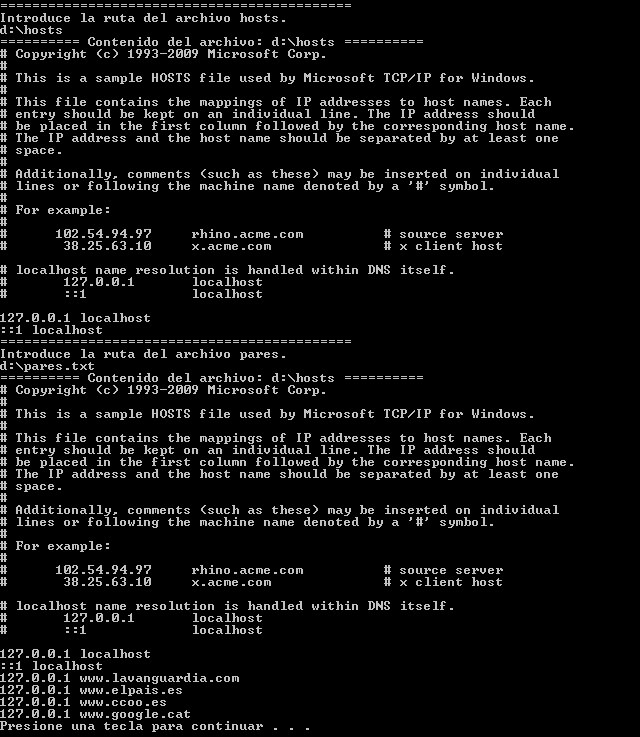 ============================================
Introduce la ruta del archivo hosts.
d:\hosts
========== Contenido del archivo: d:\hosts ==========
# Copyright (c) 1993-2009 Microsoft Corp.
#
# This is a sample HOSTS file used by Microsoft TCP/IP for Windows.
#
# This file contains the mappings of IP addresses to host names. Each
# entry should be kept on an individual line. The IP address should
# be placed in the first column followed by the corresponding host name.
# The IP address and the host name should be separated by at least one
# space.
#
# Additionally, comments (such as these) may be inserted on individual
# lines or following the machine name denoted by a '#' symbol.
#
# For example:
#
#      102.54.94.97     rhino.acme.com          # source server
#       38.25.63.10     x.acme.com              # x client host

# localhost name resolution is handled within DNS itself.
#       127.0.0.1       localhost
#       ::1             localhost

127.0.0.1 localhost
::1 localhost
============================================
Introduce la ruta del archivo pares.
d:\pares.txt
========== Contenido del archivo: d:\hosts ==========
# Copyright (c) 1993-2009 Microsoft Corp.
#
# This is a sample HOSTS file used by Microsoft TCP/IP for Windows.
#
# This file contains the mappings of IP addresses to host names. Each
# entry should be kept on an individual line. The IP address should
# be placed in the first column followed by the corresponding host name.
# The IP address and the host name should be separated by at least one
# space.
#
# Additionally, comments (such as these) may be inserted on individual
# lines or following the machine name denoted by a '#' symbol.
#
# For example:
#
#      102.54.94.97     rhino.acme.com          # source server
#       38.25.63.10     x.acme.com              # x client host

# localhost name resolution is handled within DNS itself.
#       127.0.0.1       localhost
#       ::1             localhost

127.0.0.1 localhost
::1 localhost
127.0.0.1 www.lavanguardia.com
127.0.0.1 www.elpais.es
127.0.0.1 www.ccoo.es
127.0.0.1 www.google.cat
Presione una tecla para continuar . . .